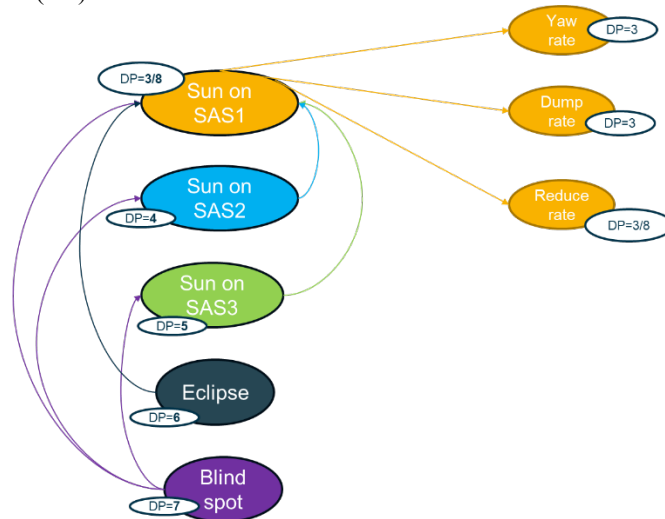 Yaw
rate
DP=3
DP=3/8
Sun on
SAS1
Dump
rate
DP=3
Sun on
SAS2
DP=4
Reduce
rate
DP=3/8
Sun on
SAS3
DP=5
Eclipse
DP=6
Blind
spot
DP=7